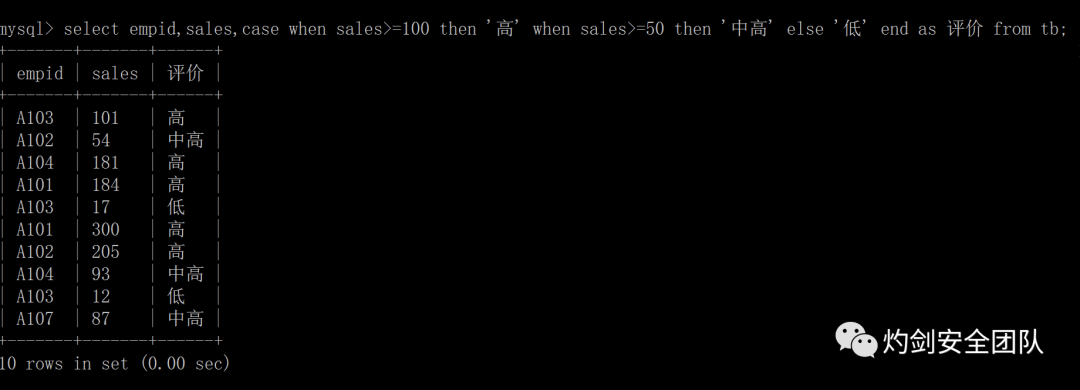 mysql> select empid,sales,case when sales>=100 then '高' when sales>=50 then '中高' else '低' end as 评价 from tb;
+-------+-------+------+
| empid | sales | 评价 |
+-------+-------+------+
| A103 | 101 | 高 |
| A102 | 54 | 中高 |
| A104 | 181 | 高 |
| A101 | 184 | 高 |
| A103 | 17 | 低 |
| A101 | 300 | 高 |
| A102 | 205 | 高 |
| A104 | 93 | 中高 |
| A103 | 12 | 低 |
| A107 | 87 | 中高 |
+-------+-------+------+
10 rows in set (0.00 sec)
灼剑安全团队